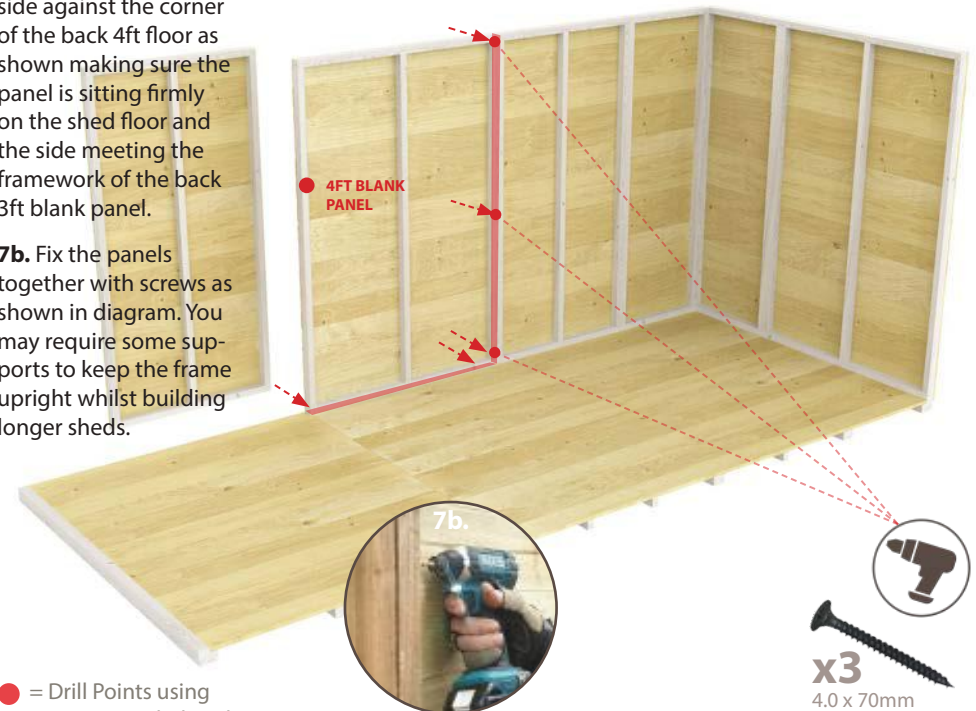 side against the corner
of the back 4ft floor as
shown making sure the
panel is sitting firmly
on the shed floor and
the side meeting the
framework of the back
3ft blank panel.
7b. Fix the panels
together with screws as
shown in diagram. You
may require some sup-
ports to keep the frame
upright whilst building
longer sheds.
4FT BLANK
PANEL
7b.
= Drill Points using
x3
4.0 x 70mm